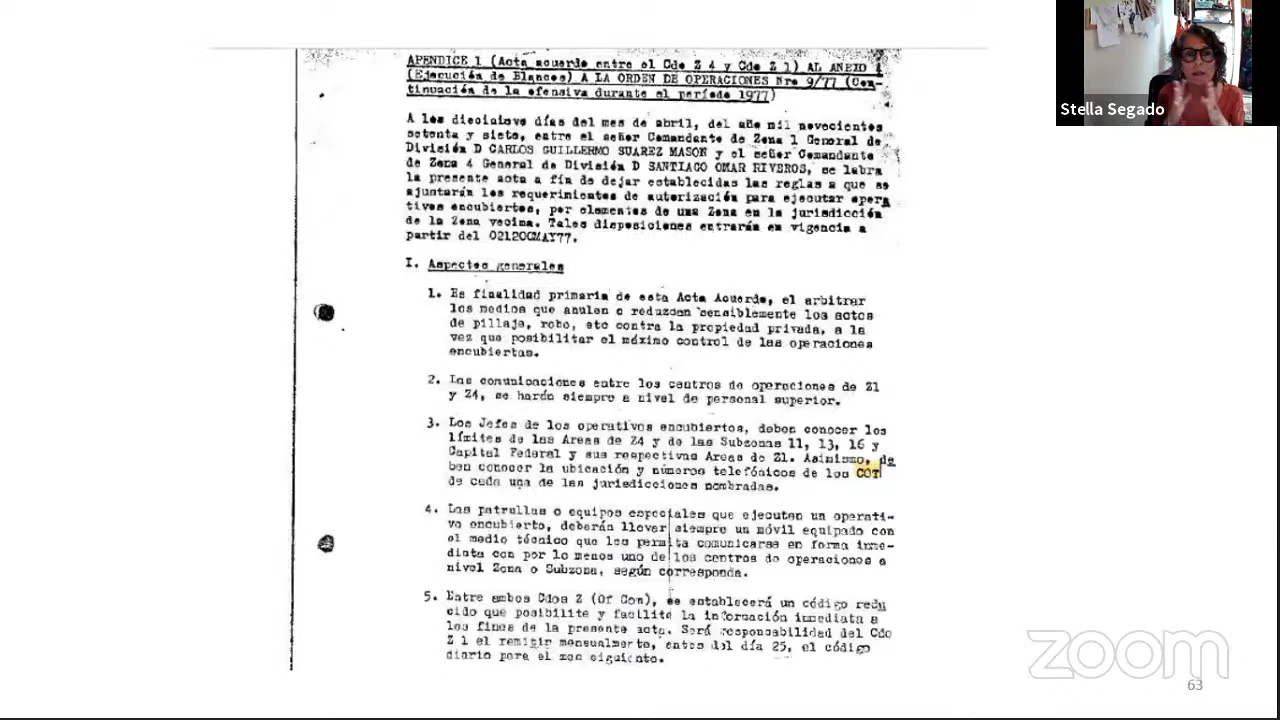 APENDICE 1 (Acta acuerdo entre el Cdo Z 4 y Cdo Z 1) AL ANEXO 4
(Ejecución de Blancos) A LA ORDEN DE OPERACIONES Nro 9/77 (Con-
tinuación de la ofensiva durante el período 1977)
A los diecinueve días del mes de abril, del año mil novecientos
setenta y siete, entre el señor Comandante de Zona 1 General de
División D CARLOS GUILLERMO SUAREZ MASON y el señor Comandante
de Zona 4 General de División D SANTIAGO OMAR RIVEROS, se labra
la presente acta a fin de dejar establecidas las reglas a que se
ajustarán los requerimientos de autorización para ejecutar opera
tivos encubiertos, por elementos de una Zona en la jurisdicción
de la Zona vecina. Tales disposiciones entrarán en vigencia a
partir del 021200MAY77.
I. Aspectos generales
1. Es finalidad primaria de esta Acta Acuerdo, el arbitrar
los medios que anulen o reduzcan sensiblemente los actos
de pillaje, robo, etc contra la propiedad privada, a la
vez que posibilitar el máximo control de las operaciones
encubiertas.
2. Las comunicaciones entre los centros de operaciones de Z1
y Z4, se harán siempre a nivel de personal superior.
3. Los Jefes de los operativos encubiertos, deben conocer los
límites de las Areas de Z4 y de las Subzonas 11, 13, 16 y
Capital Federal y sus respectivas Areas de Z1. Asimismo, de
ben conocer la ubicación y números telefónicos de los COT
de cada una de las jurisdicciones nombradas.
4. Las patrullas o equipos especiales que ejecuten un operati-
vo encubierto, deberán llevar siempre un móvil equipado con
el medio técnico que les permita comunicarse en forma inme-
diata con por lo menos uno de los centros de operaciones a
nivel Zona o Subzona, según corresponda.
5. Entre ambos Cdos Z (Of Con), se establecerá un código redu
cido que posibilite y facilite la información inmediata a
los fines de la presente acta. Será responsabilidad del Cdo
Z 1 el remitir mensualmente, antes del día 25, el código
diario para el mes siguiente.
Stella Segado
zoom
63